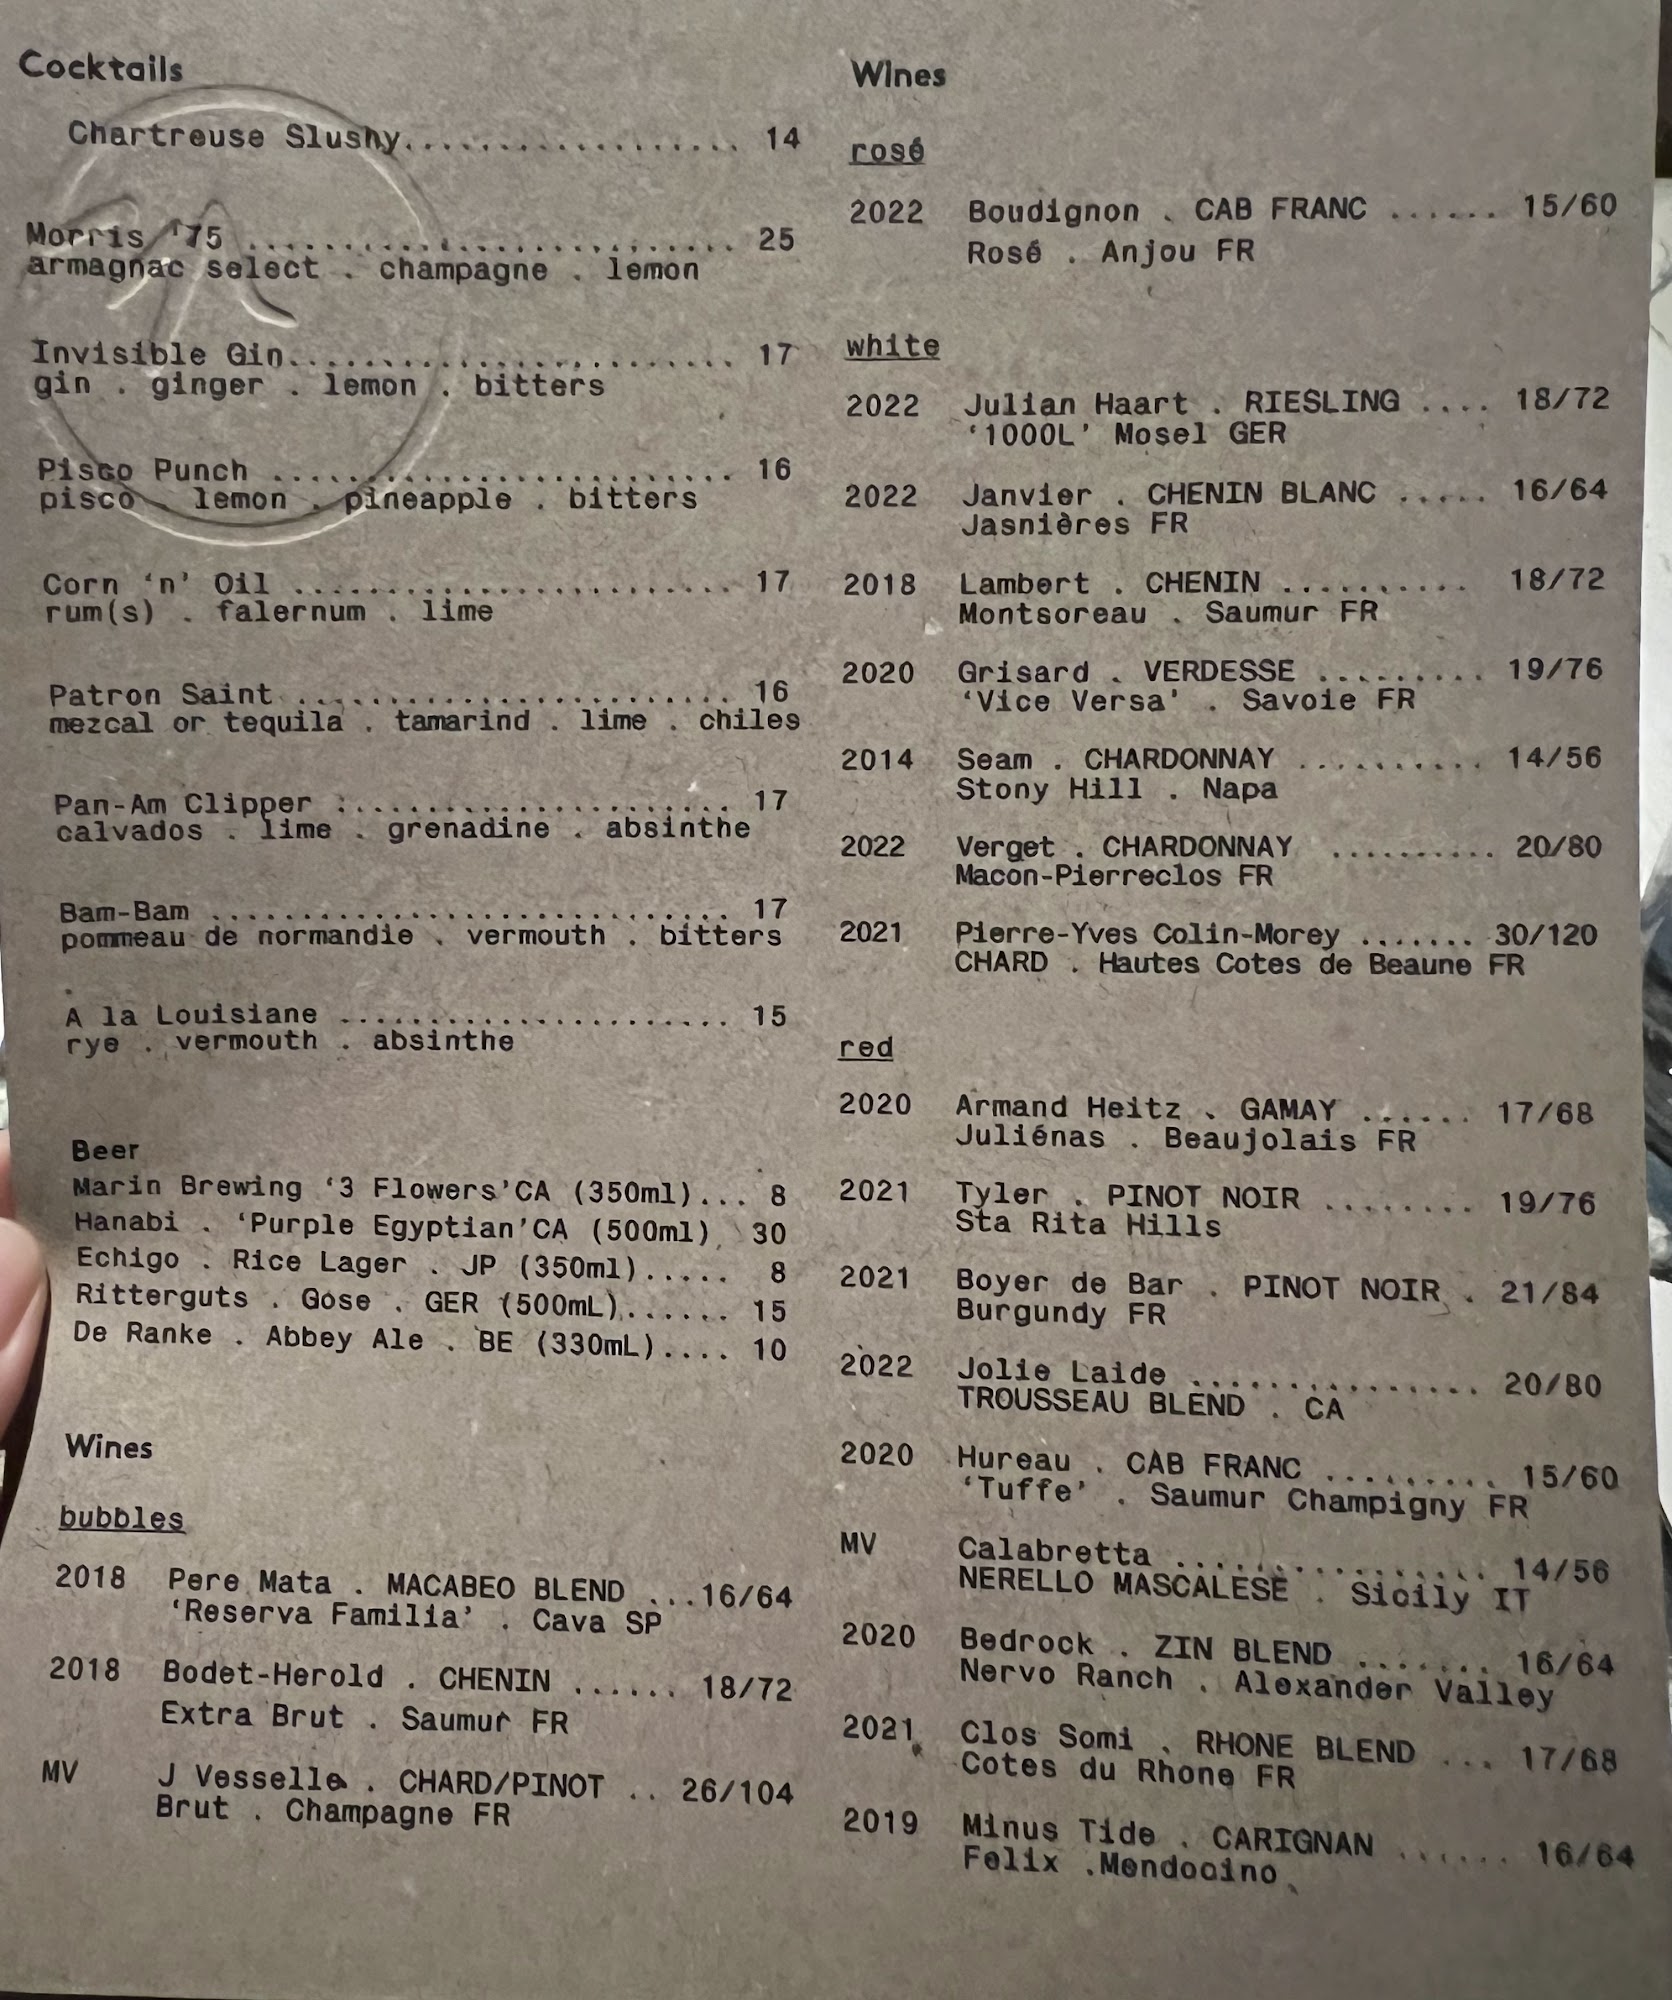 Cocktails
Chartreuse Slushy.................. 14
Morris '75 .......................... 25
armagnac select . champagne . lemon
Invisible Gin........................ 17
gin . ginger . lemon . bitters
Pisco Punch ......................... 16
pisco . lemon . pineapple . bitters
Corn 'n' Oil ........................ 17
rum(s) . falernum . lime
Patron Saint ........................ 16
mezcal or tequila . tamarind . lime . chiles
Pan-Am Clipper ...................... 17
calvados . lime . grenadine . absinthe
Bam-Bam ............................ 17
pommeau de normandie . vermouth . bitters
A la Louisiane ..................... 15
rye . vermouth . absinthe
Beer
Marin Brewing '3 Flowers'CA (350ml)... 8
Hanabi . 'Purple Egyptian'CA (500ml) 30
Echigo . Rice Lager . JP (350ml)..... 8
Ritterguts . Gose . GER (500mL)...... 15
De Ranke . Abbey Ale . BE (330mL).... 10
Wines
bubbles
2018 Pere Mata . MACABEO BLEND ...16/64
'Reserva Familia' . Cava SP
2018 Bodet-Herold . CHENIN ...... 18/72
Extra Brut . Saumur FR
MV J Vesselle . CHARD/PINOT .. 26/104
Brut . Champagne FR
Wines
rosé
2022 Boudignon . CAB FRANC ...... 15/60
Rosé . Anjou FR
white
2022 Julian Haart . RIESLING .... 18/72
'1000L' Mosel GER
2022 Janvier . CHENIN BLANC ..... 16/64
Jasnières FR
2018 Lambert . CHENIN .......... 18/72
Montsoreau . Saumur FR
2020 Grisard . VERDESSE ......... 19/76
'Vice Versa' . Savoie FR
2014 Seam . CHARDONNAY .......... 14/56
Stony Hill . Napa
2022 Verget . CHARDONNAY .......... 20/80
Macon-Pierreclos FR
2021 Pierre-Yves Colin-Morey ....... 30/120
CHARD . Hautes Cotes de Beaune FR
red
2020 Armand Heitz . GAMAY ...... 17/68
Juliénas . Beaujolais FR
2021 Tyler . PINOT NOIR ........ 19/76
Sta Rita Hills
2021 Boyer de Bar . PINOT NOIR . 21/84
Burgundy FR
2022 Jolie Laide ............... 20/80
TROUSSEAU BLEND . CA
2020 Hureau . CAB FRANC ......... 15/60
'Tuffe' . Saumur Champigny FR
MV Calabretta ................. 14/56
NERELLO MASCALESE . Sicily IT
2020 Bedrock . ZIN BLEND ....... 16/64
Nervo Ranch . Alexander Valley
2021 Clos Somi . RHONE BLEND ... 17/68
Cotes du Rhone FR
2019 Minus Tide . CARIGNAN ...... 16/64
Felix .Mendocino